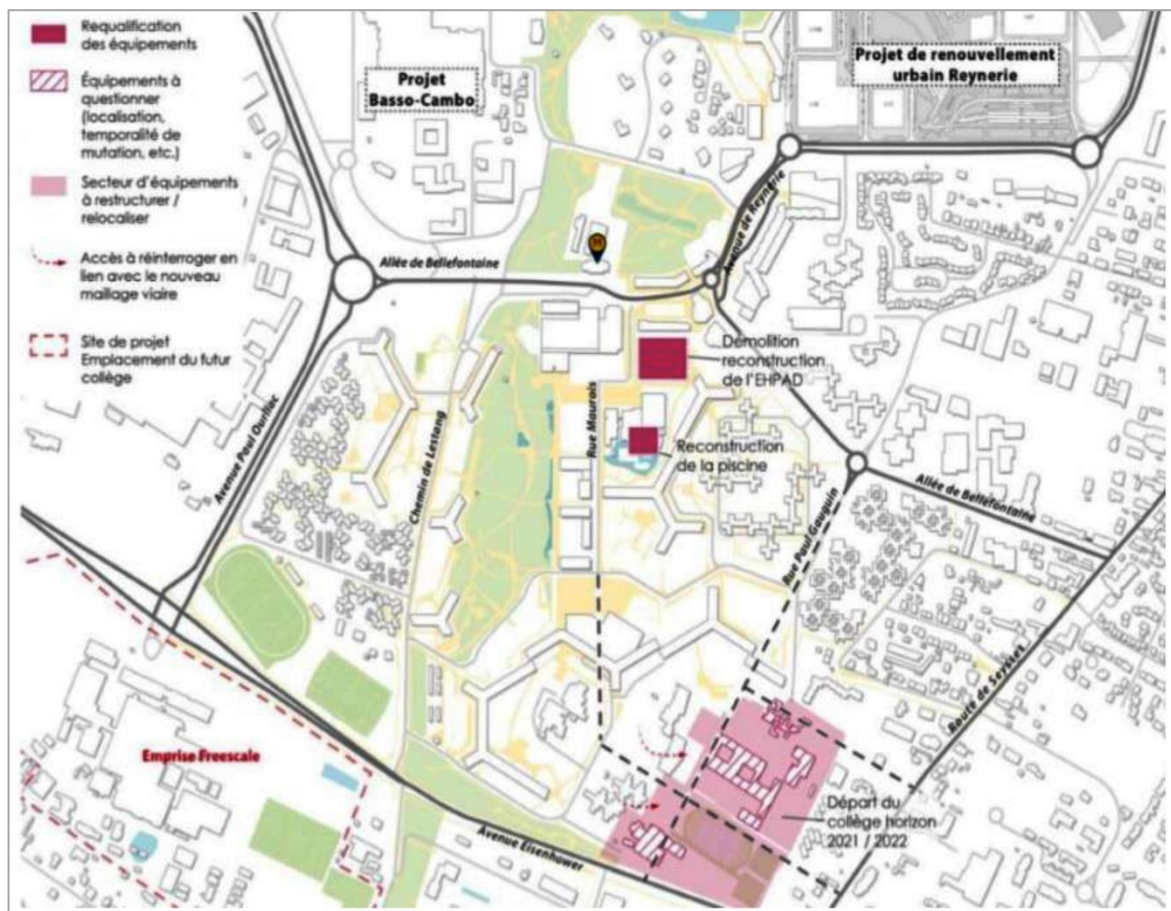 Requalification
des équipements
Équipements à
questionner
(localisation,
temporalité de
mutation, etc.)
Secteur d'équipements
à restructurer /
relocaliser
Accès à réinterroger en
lien avec le nouveau
maillage viaire
Site de projet
Emplacement du futur
collège
Projet
Basso-Cambo
Projet de renouvellement
urbain Reynerie
Avenue de Reynerie
M
Allée de Bellefontaine
Démolition
reconstruction
de l'EHPAD
Rue Maurois
Reconstruction
de la piscine
Avenue Paul Ourliac
Chemin de Lestang
Rue Paul Gauguin
Allée de Bellefontaine
Route de Seysses
Emprise Freescale
Avenue Eisenhower
Départ du
collège horizon
2021 / 2022